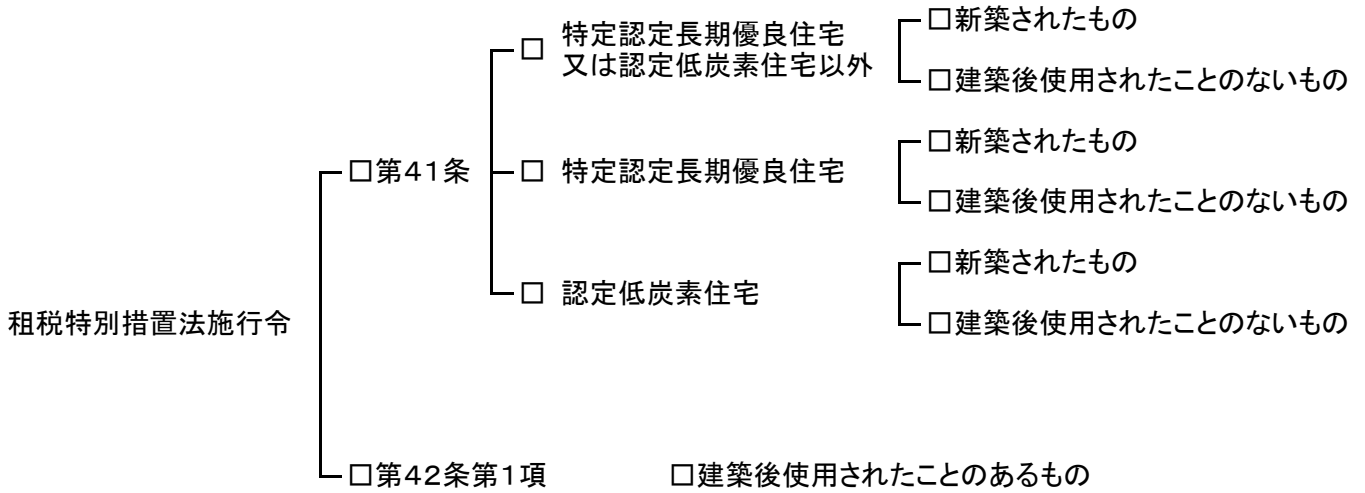 租税特別措置法施行令
□第41条
□ 特定認定長期優良住宅
又は認定低炭素住宅以外
□新築されたもの
□建築後使用されたことのないもの
□ 特定認定長期優良住宅
□新築されたもの
□建築後使用されたことのないもの
□ 認定低炭素住宅
□新築されたもの
□建築後使用されたことのないもの
□第42条第1項
□建築後使用されたことのあるもの